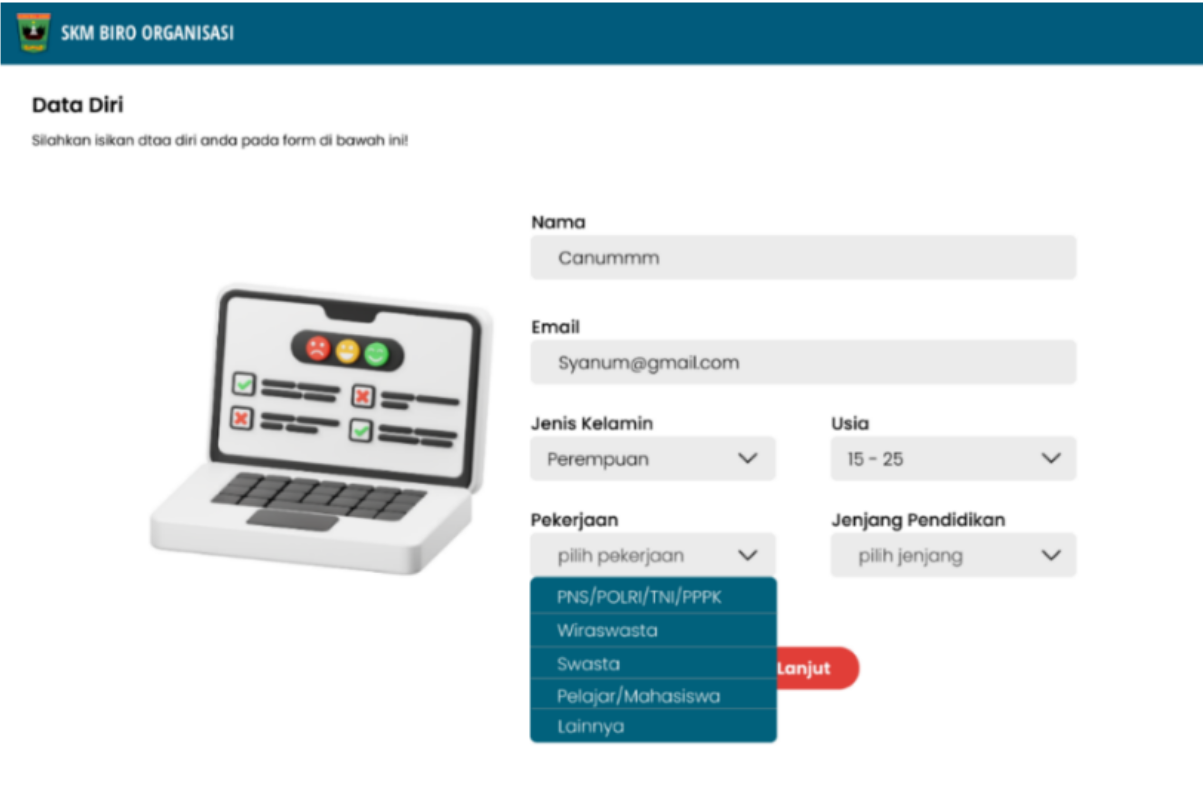 SKM BIRO ORGANISASI
Data Diri
Silahkan isikan dtaa diri anda pada form di bawah ini!
Nama
Canummm
Email
Syanum@gmail.com
Jenis Kelamin
Usia
Perempuan
15 - 25
Pekerjaan
Jenjang Pendidikan
pilih pekerjaan
pilih jenjang
PNS/POLRI/TNI/PPPK
Wiraswasta
Swasta
Lanjut
Pelajar/Mahasiswa
Lainnya